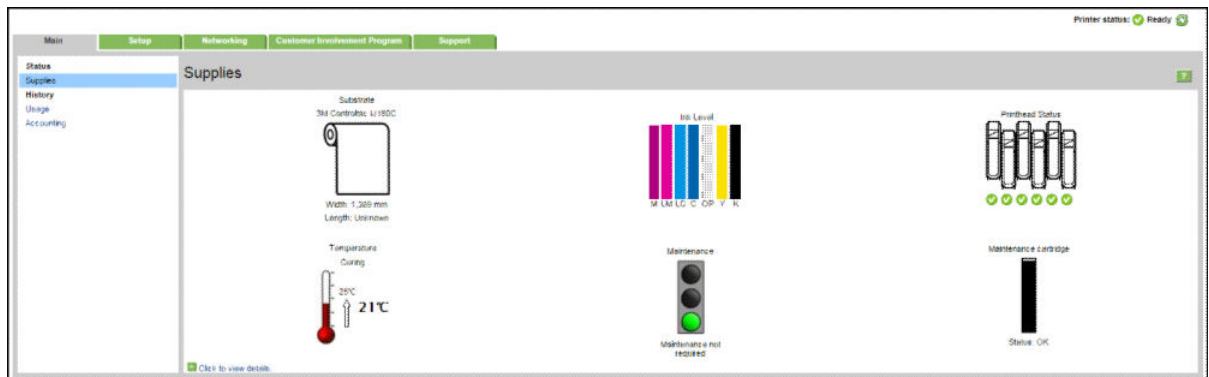 Printer status: Ready
Main Setup Networking Customer Involvement Program Support
Status
Supplies
History
Usage
Accounting
Supplies
?
Substrate
3M Controltac
Width: 1,369 mm
Length: Unknown
Ink Level
M LM LC C OP Y K
Printhead Status
Temperature
Curing
25°C
21°C
Maintenance
Maintenance not
required
Maintenance cartridge
Status: OK
Click to view details